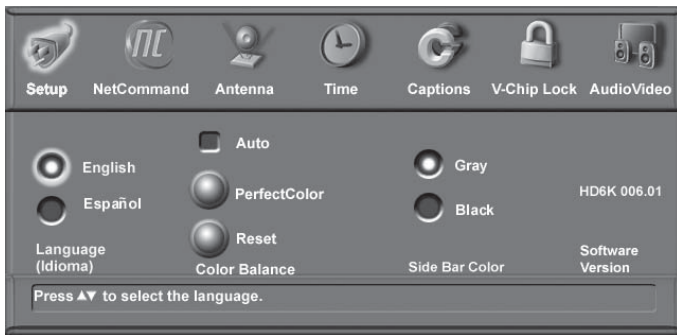 Setup NetCommand Antenna Time Captions V-Chip Lock AudioVideo
English
Español
Language
(Idioma)
Auto
PerfectColor
Reset
Color Balance
Gray
Black
Side Bar Color
HD6K 006.01
Software
Version
Press ▲▼ to select the language.